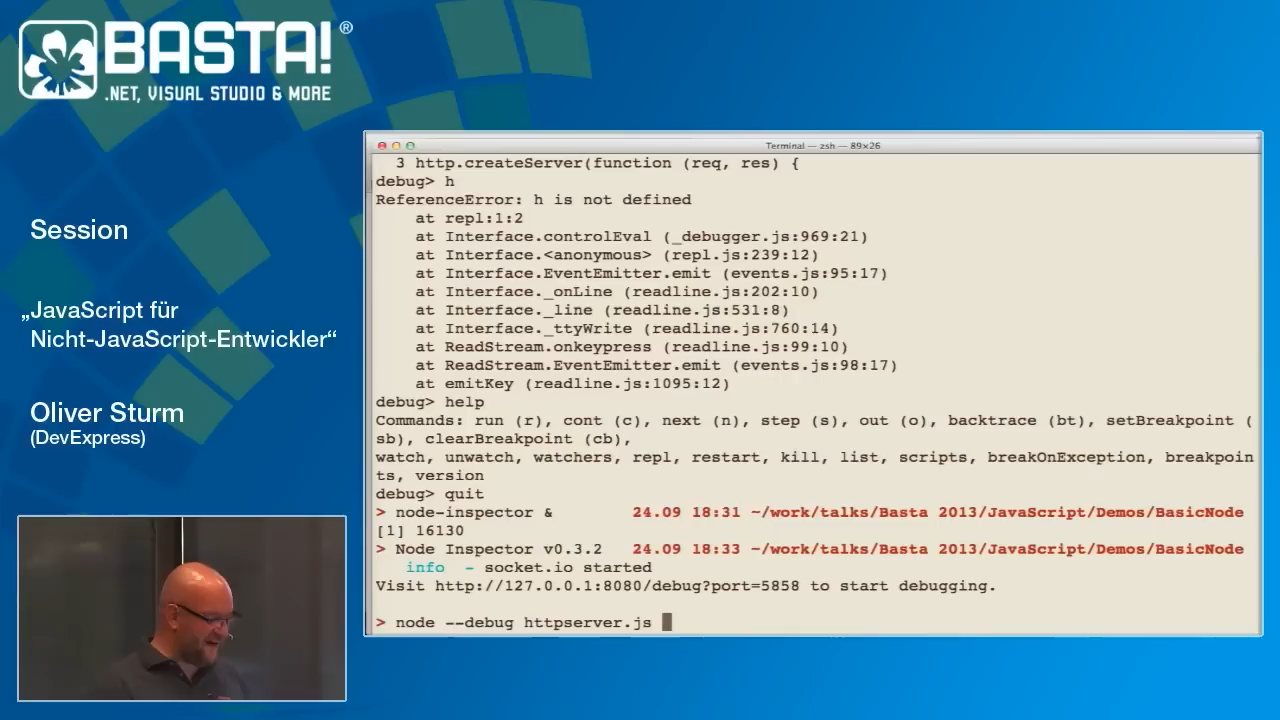 BASTA!®
.NET, VISUAL STUDIO & MORE
Session
„JavaScript für
Nicht-JavaScript-Entwickler“
Oliver Sturm
(DevExpress)
Terminal — zsh — 89×26
3 http.createServer(function (req, res) {
debug> h
ReferenceError: h is not defined
at repl:1:2
at Interface.controlEval (_debugger.js:969:21)
at Interface.<anonymous> (repl.js:239:12)
at Interface.EventEmitter.emit (events.js:95:17)
at Interface._onLine (readline.js:202:10)
at Interface._line (readline.js:531:8)
at Interface._ttyWrite (readline.js:760:14)
at ReadStream.onkeypress (readline.js:99:10)
at ReadStream.EventEmitter.emit (events.js:98:17)
at emitKey (readline.js:1095:12)
debug> help
Commands: run (r), cont (c), next (n), step (s), out (o), backtrace (bt), setBreakpoint (
sb), clearBreakpoint (cb),
watch, unwatch, watchers, repl, restart, kill, list, scripts, breakOnException, breakpoin
ts, version
debug> quit
> node-inspector & 24.09 18:31 ~/work/talks/Basta 2013/JavaScript/Demos/BasicNode
[1] 16130
> Node Inspector v0.3.2 24.09 18:33 ~/work/talks/Basta 2013/JavaScript/Demos/BasicNode
info - socket.io started
Visit http://127.0.0.1:8080/debug?port=5858 to start debugging.
> node --debug httpserver.js